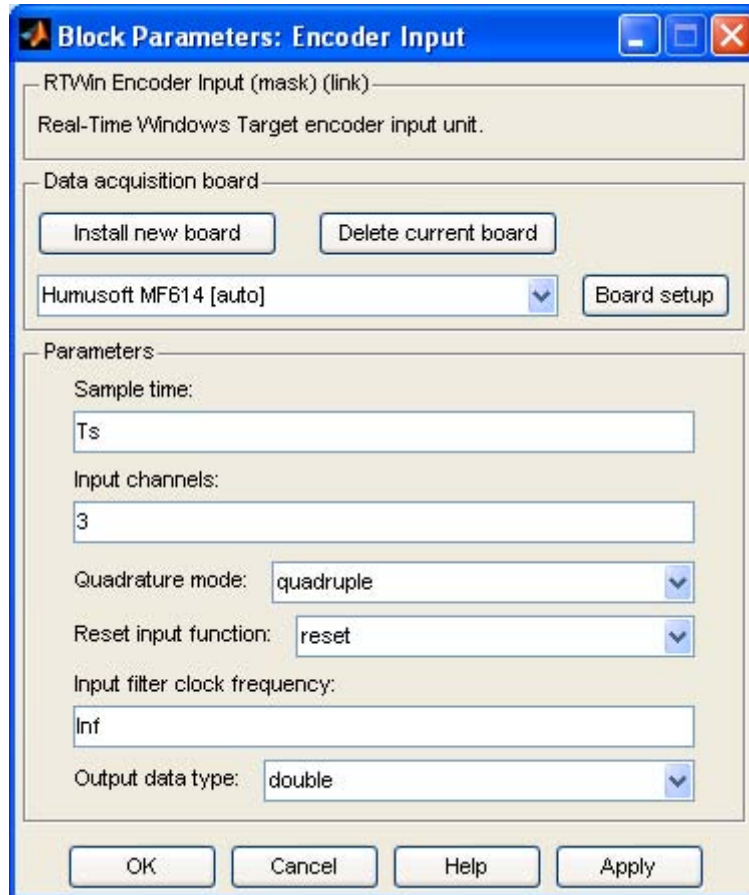 Block Parameters: Encoder Input
RTWin Encoder Input (mask) (link)
Real-Time Windows Target encoder input unit.
Data acquisition board
Install new board Delete current board
Humusoft MF614 [auto] Board setup
Parameters
Sample time:
Ts
Input channels:
3
Quadrature mode: quadruple
Reset input function: reset
Input filter clock frequency:
Inf
Output data type: double
OK Cancel Help Apply